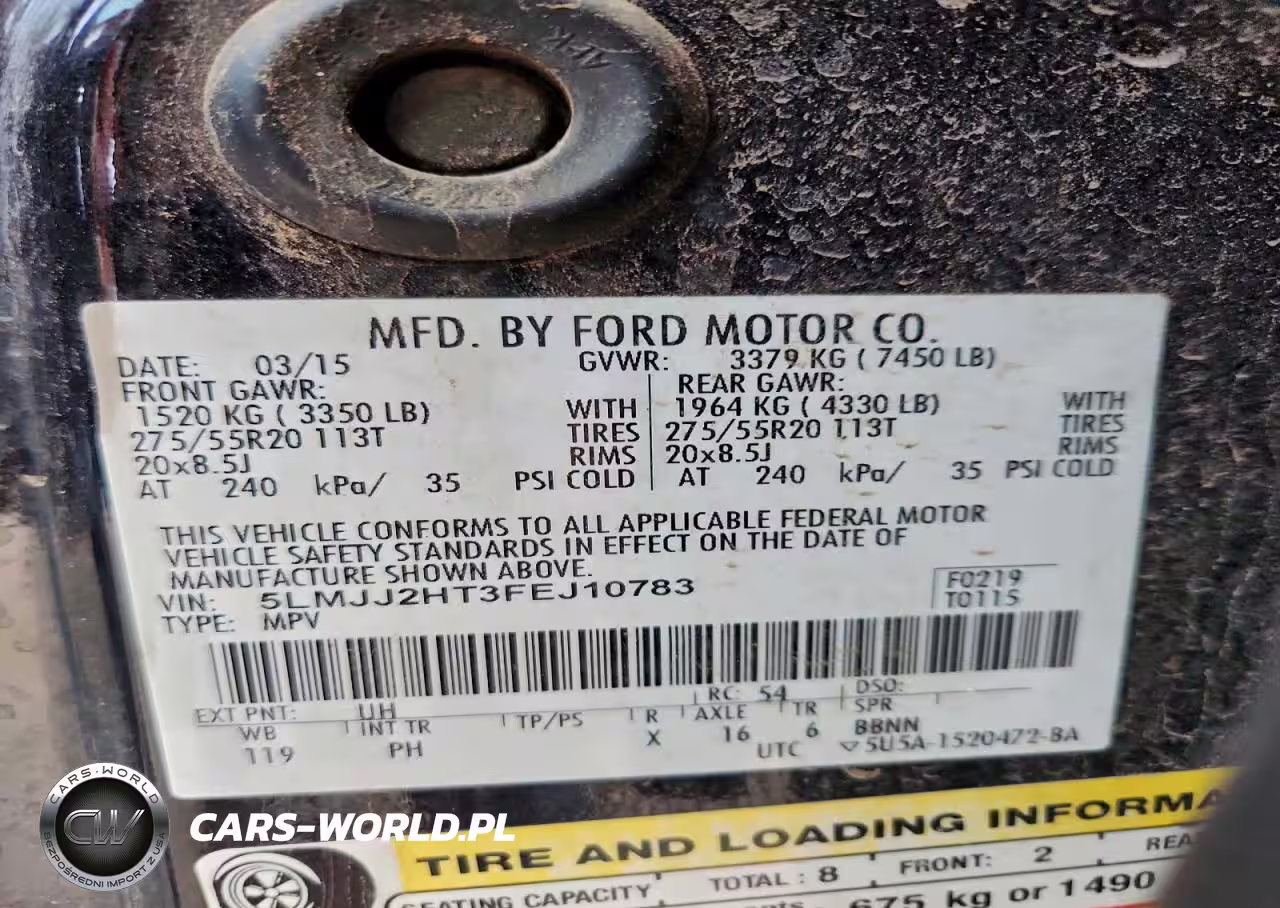 MFD. BY FORD MOTOR CO.
DATE: 03/15 GVWR: 3379 KG ( 7450 LB)
FRONT GAWR: REAR GAWR:
1520 KG ( 3350 LB) WITH 1964 KG ( 4330 LB) WITH
275/55R20 113T TIRES 275/55R20 113T TIRES
20x8.5J RIMS 20x8.5J RIMS
AT 240 kPa/ 35 PSI COLD AT 240 kPa/ 35 PSI COLD
THIS VEHICLE CONFORMS TO ALL APPLICABLE FEDERAL MOTOR
VEHICLE SAFETY STANDARDS IN EFFECT ON THE DATE OF
MANUFACTURE SHOWN ABOVE.
VIN: 5LMJJ2HT3FEJ10783 F0219
TYPE: MPV T0115
EXT PNT: UH RC: 54 DSO:
WB INT TR TP/PS R AXLE TR SPR
119 PH X 16 6 BBNN
UTC ▽5U5A-1520472-BA
CARS-WORLD
CW
BEZPOŚREDNI IMPORT Z USA
CARS-WORLD.PL
TIRE AND LOADING INFORMA
SEATING CAPACITY TOTAL : 8 FRONT: 2 REA
675 kg or 1490